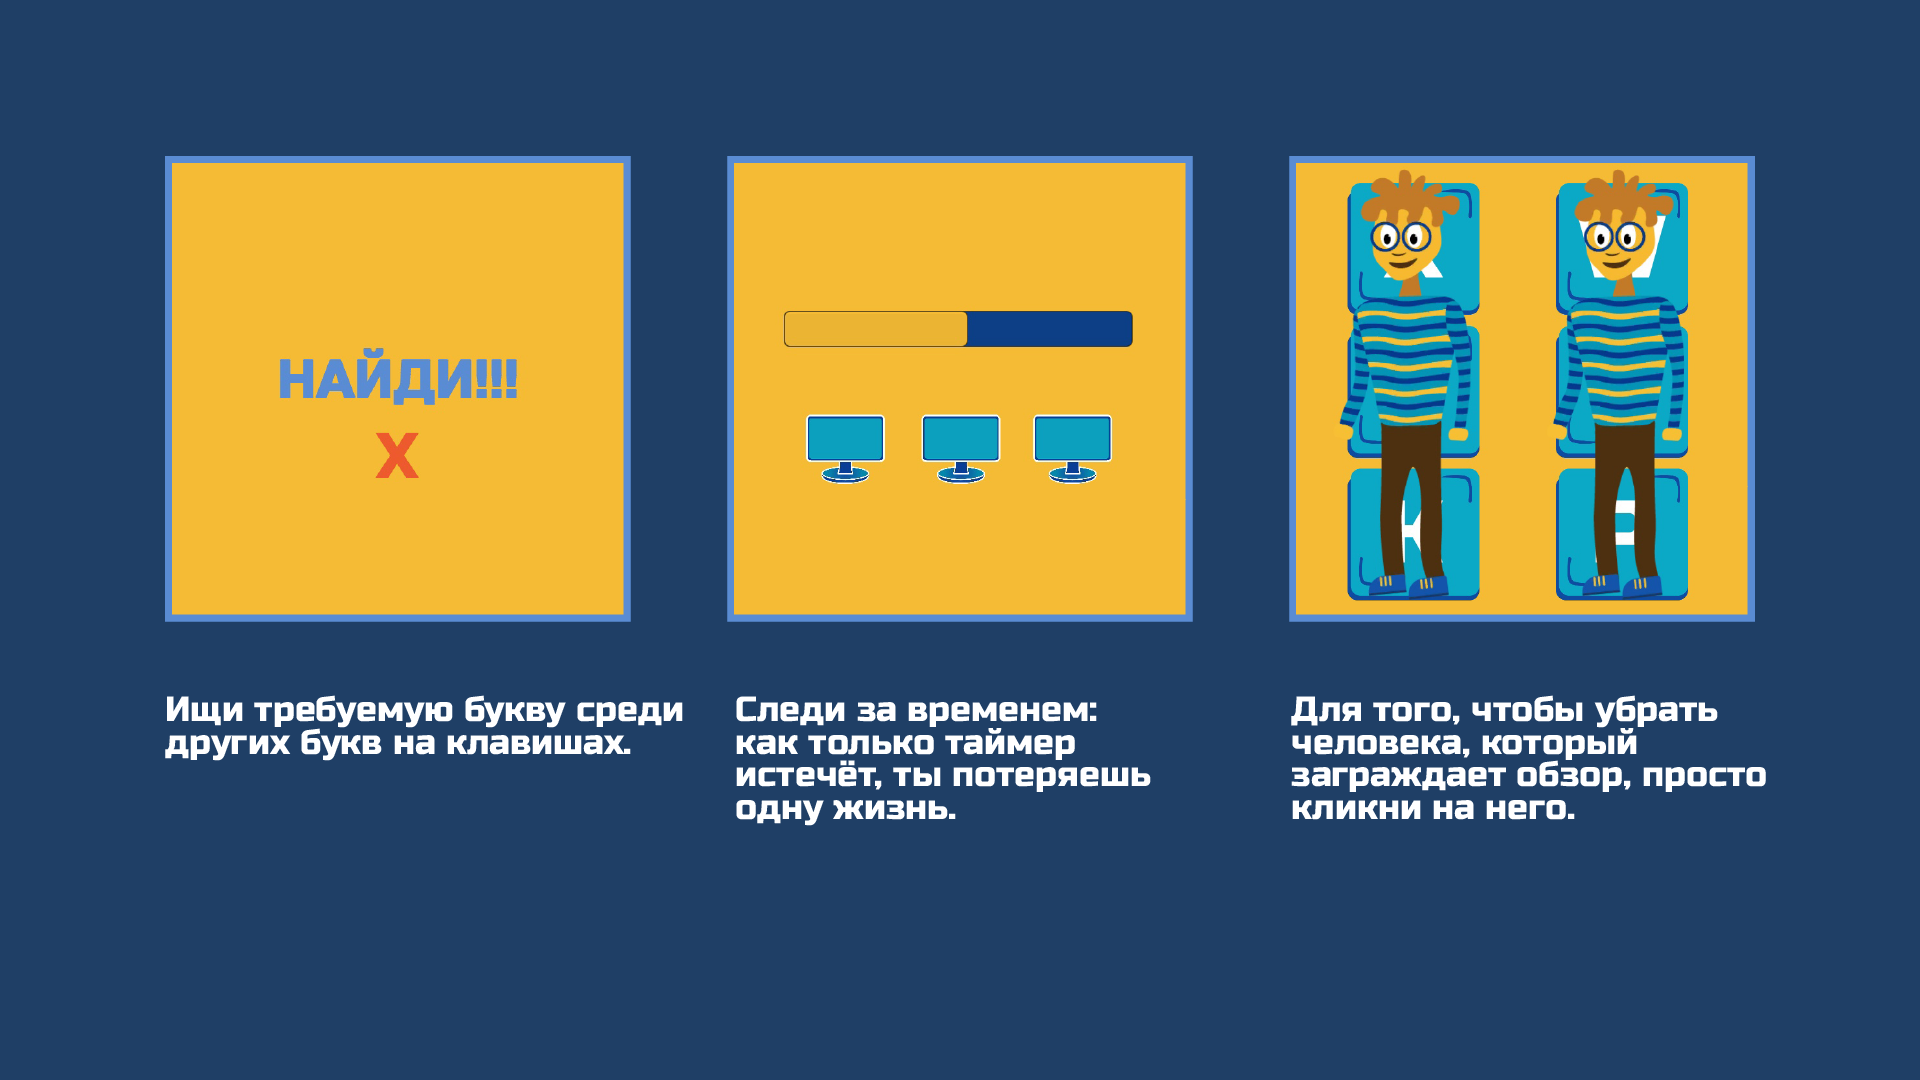 НАЙДИ!!!
Х
Ищи требуемую букву среди
других букв на клавишах.
Следи за временем:
как только таймер
истечёт, ты потеряешь
одну жизнь.
Для того, чтобы убрать
человека, который
заграждает обзор, просто
кликни на него.